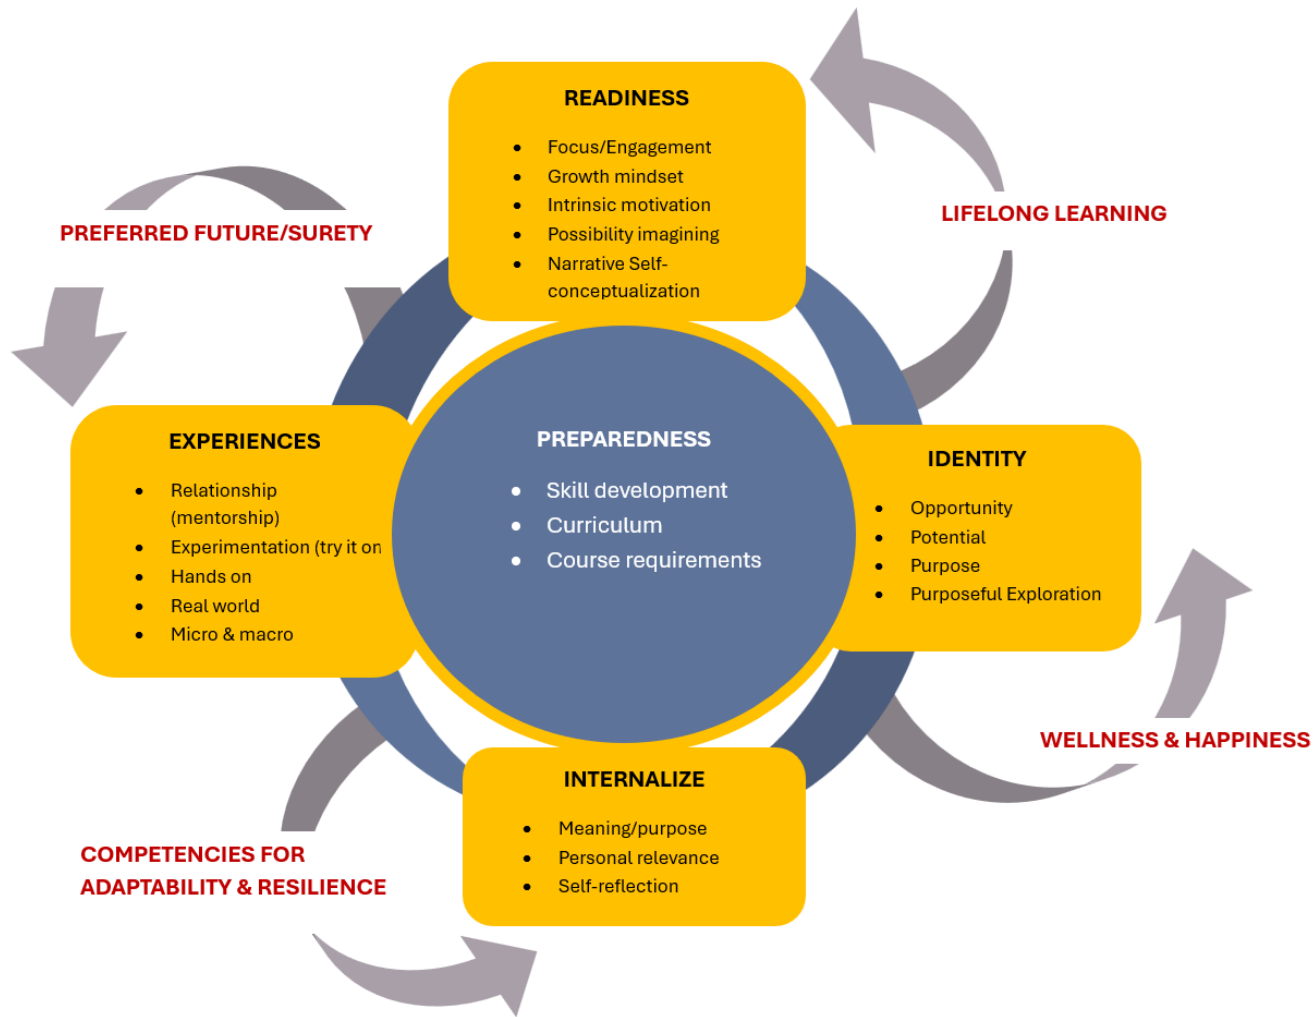 READINESS
• Focus/Engagement
• Growth mindset
• Intrinsic motivation
• Possibility imagining
• Narrative Self-
conceptualization
LIFELONG LEARNING
PREFERRED FUTURE/SURETY
EXPERIENCES
• Relationship
(mentorship)
• Experimentation (try it on
• Hands on
• Real world
• Micro & macro
PREPAREDNESS
• Skill development
• Curriculum
• Course requirements
IDENTITY
• Opportunity
• Potential
• Purpose
• Purposeful Exploration
WELLNESS & HAPPINESS
INTERNALIZE
• Meaning/purpose
• Personal relevance
• Self-reflection
COMPETENCIES FOR
ADAPTABILITY & RESILIENCE